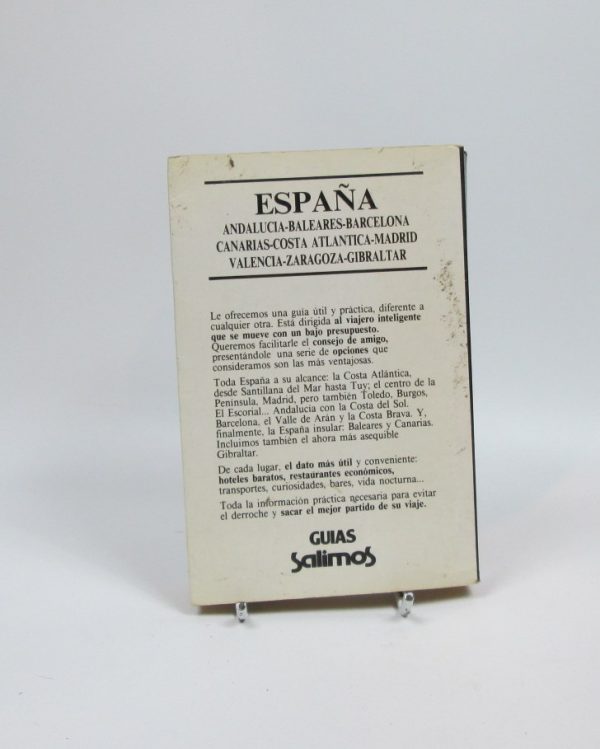 ESPAÑA
ANDALUCIA-BALEARES-BARCELONA
CANARIAS-COSTA ATLANTICA-MADRID
VALENCIA-ZARAGOZA-GIBRALTAR
Le ofrecemos una guía útil y práctica, diferente a
cualquier otra. Está dirigida al viajero inteligente
que se mueve con un bajo presupuesto.
Queremos facilitarle el consejo de amigo,
presentándole una serie de opciones que
consideramos son las más ventajosas.
Toda España a su alcance: la Costa Atlántica,
desde Santillana del Mar hasta Tuy; el centro de la
Península, Madrid, pero también Toledo, Burgos,
El Escorial... Andalucía con la Costa del Sol.
Barcelona, el Valle de Arán y la Costa Brava. Y,
finalmente, la España insular: Baleares y Canarias.
Incluimos también el ahora más asequible
Gibraltar.
De cada lugar, el dato más útil y conveniente:
hoteles baratos, restaurantes económicos,
transportes, curiosidades, bares, vida nocturna...
Toda la información práctica necesaria para evitar
el derroche y sacar el mejor partido de su viaje.
GUIAS
Salimos